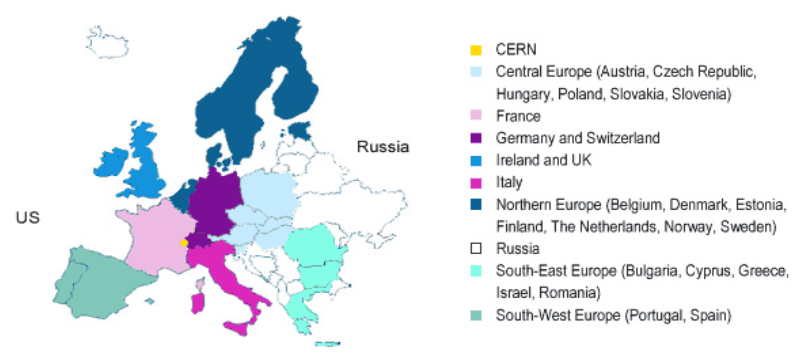 CERN
Central Europe (Austria, Czech Republic,
Hungary, Poland, Slovakia, Slovenia)
France
Germany and Switzerland
Russia
Ireland and UK
Italy
Northern Europe (Belgium, Denmark, Estonia,
US
Finland, The Netherlands, Norway, Sweden)
Russia
South-East Europe (Bulgaria, Cyprus, Greece,
Israel, Romania)
South-West Europe (Portugal, Spain)